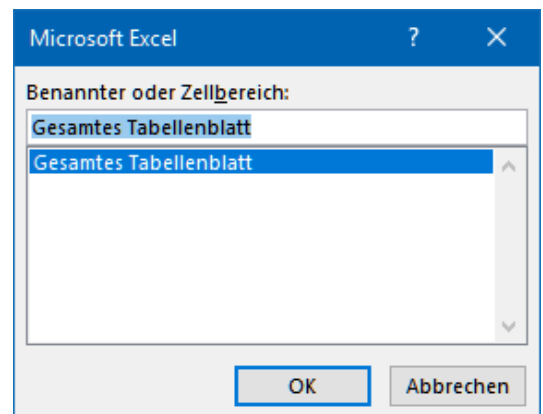 Microsoft Excel ?
Benannter oder Zellbereich:
Gesamtes Tabellenblatt
Gesamtes Tabellenblatt
OK Abbrechen